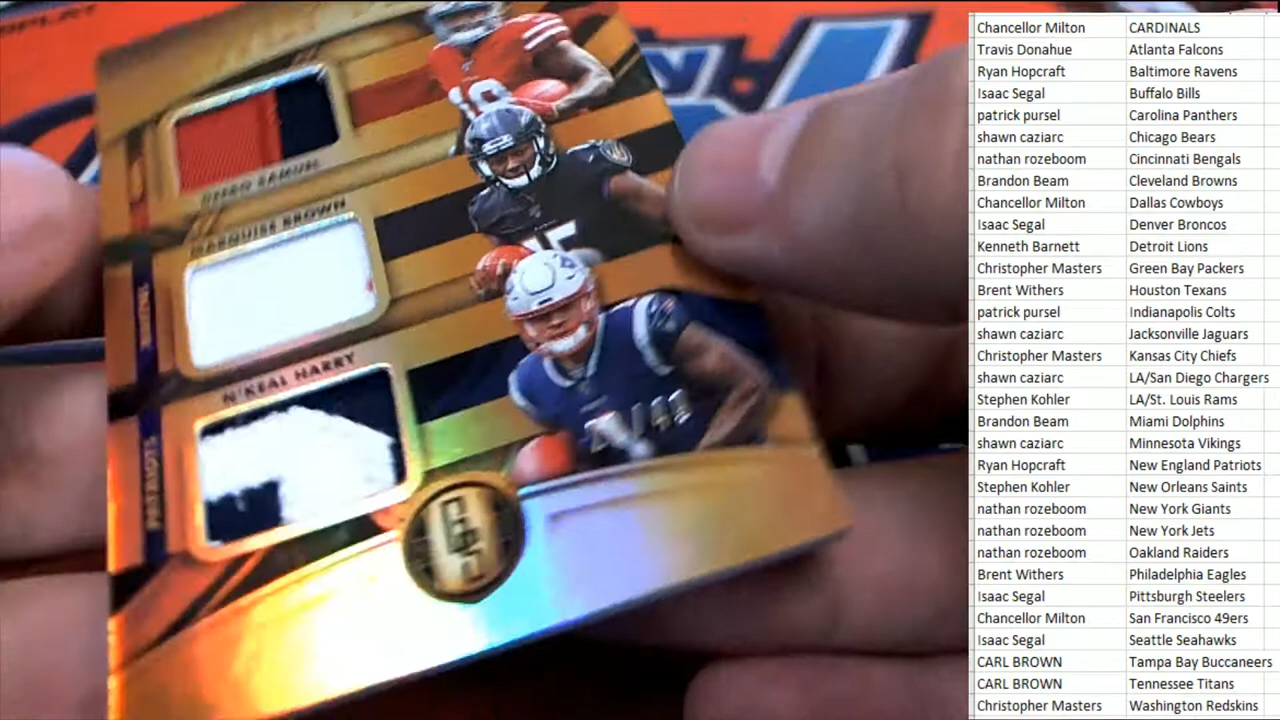 DEEBO SAMUEL
MARQUISE BROWN
N'KEAL HARRY
PATRIOTS
Chancellor Milton CARDINALS
Travis Donahue Atlanta Falcons
Ryan Hopcraft Baltimore Ravens
Isaac Segal Buffalo Bills
patrick pursel Carolina Panthers
shawn caziarc Chicago Bears
nathan rozeboom Cincinnati Bengals
Brandon Beam Cleveland Browns
Chancellor Milton Dallas Cowboys
Isaac Segal Denver Broncos
Kenneth Barnett Detroit Lions
Christopher Masters Green Bay Packers
Brent Withers Houston Texans
patrick pursel Indianapolis Colts
shawn caziarc Jacksonville Jaguars
Christopher Masters Kansas City Chiefs
shawn caziarc LA/San Diego Chargers
Stephen Kohler LA/St. Louis Rams
Brandon Beam Miami Dolphins
shawn caziarc Minnesota Vikings
Ryan Hopcraft New England Patriots
Stephen Kohler New Orleans Saints
nathan rozeboom New York Giants
nathan rozeboom New York Jets
nathan rozeboom Oakland Raiders
Brent Withers Philadelphia Eagles
Isaac Segal Pittsburgh Steelers
Chancellor Milton San Francisco 49ers
Isaac Segal Seattle Seahawks
CARL BROWN Tampa Bay Buccaneers
CARL BROWN Tennessee Titans
Christopher Masters Washington Redskins